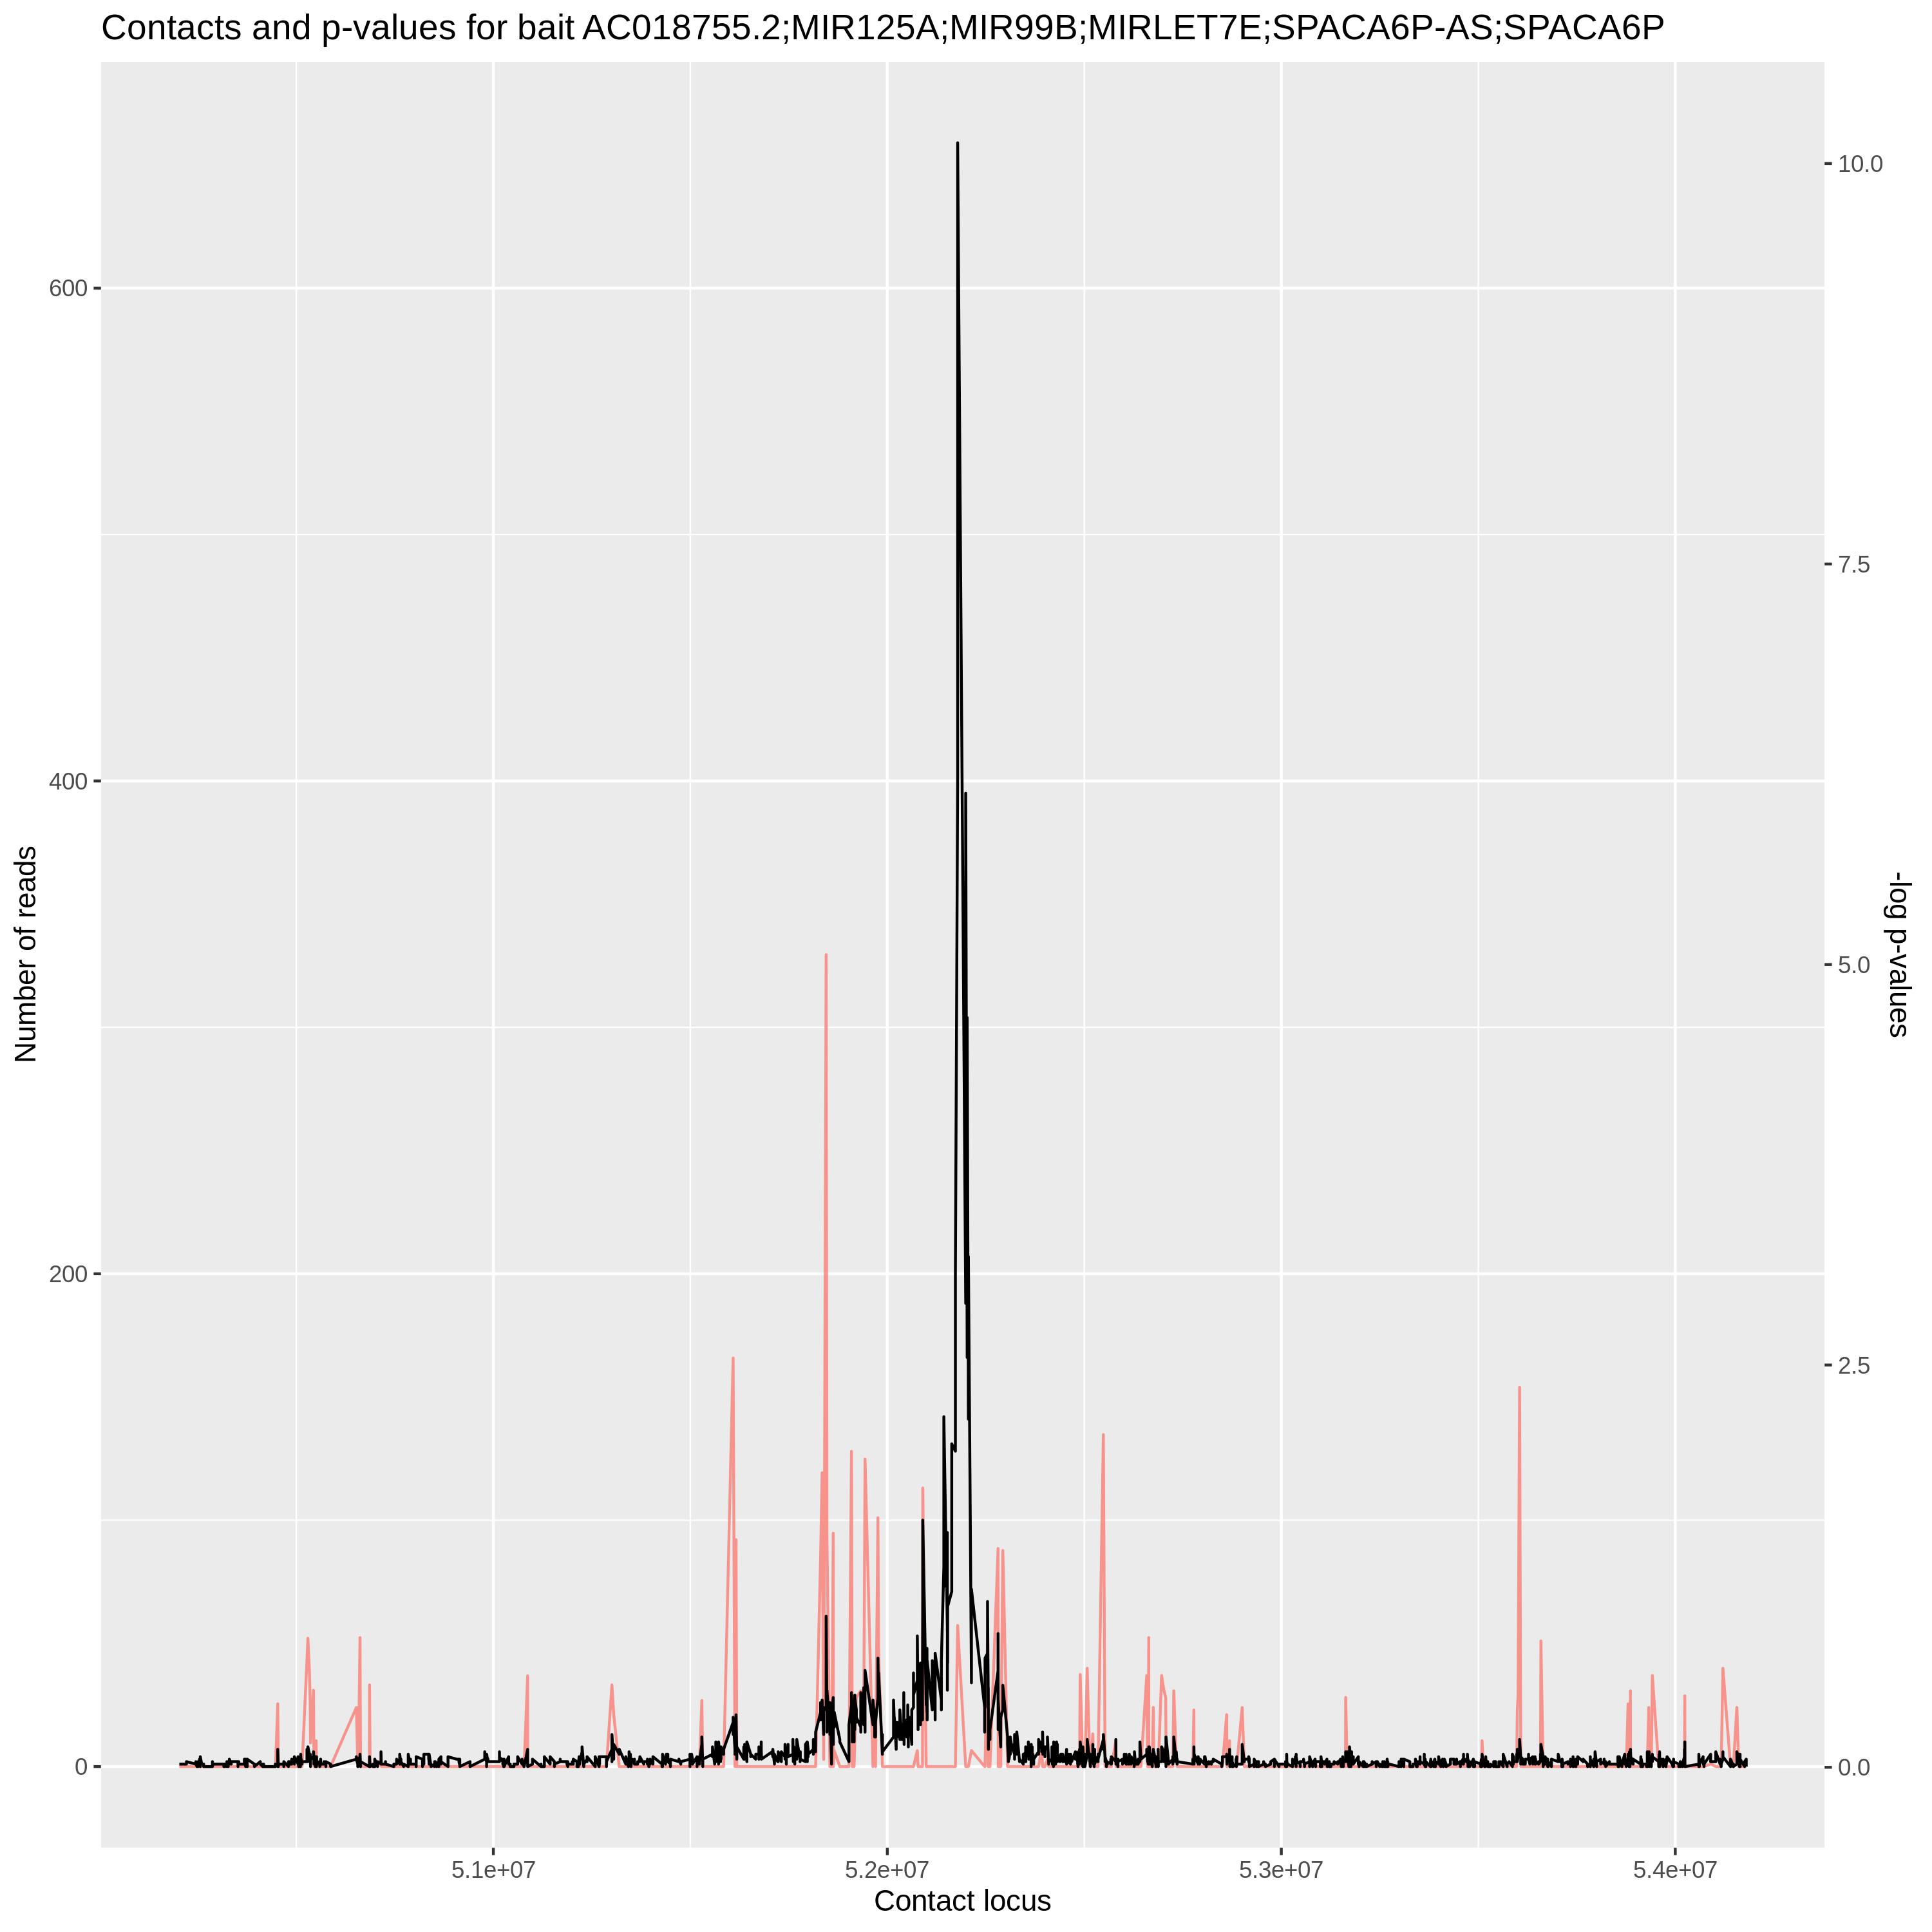 Contacts and p-values for bait AC018755.2;MIR125A;MIR99B;MIRLET7E;SPACA6P-AS;SPACA6P
10.0
600
7.5
400
5.0
Number of reads
-log p-values
200
2.5
0
0.0
5.1e+07 5.2e+07 5.3e+07 5.4e+07
Contact locus